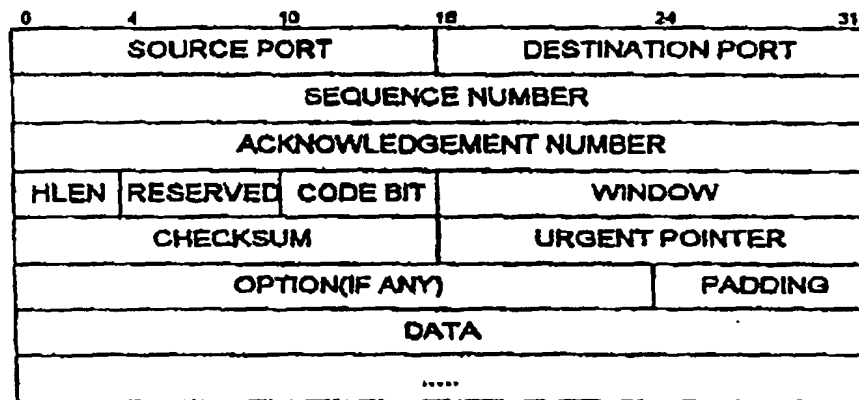 0 4 10 16 24 31
SOURCE PORT DESTINATION PORT
SEQUENCE NUMBER
ACKNOWLEDGEMENT NUMBER
HLEN RESERVED CODE BIT WINDOW
CHECKSUM URGENT POINTER
OPTION(IF ANY) PADDING
DATA
.....